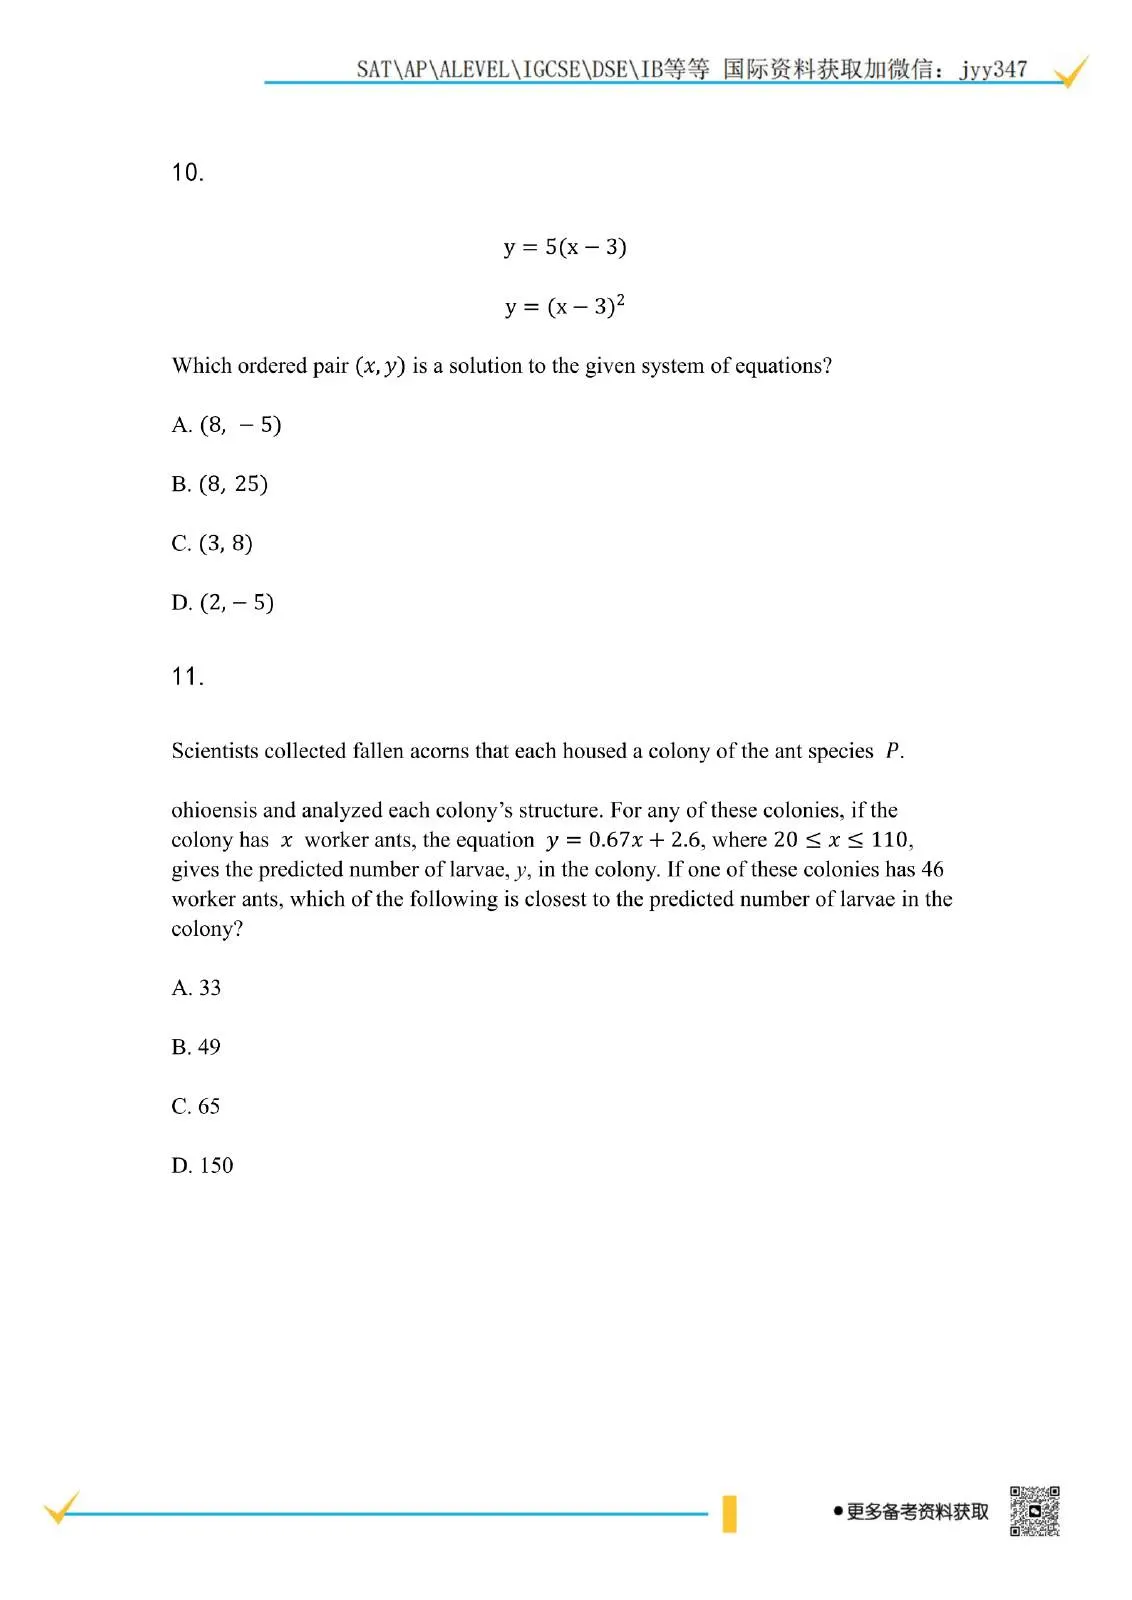 SAT\AP\ALEVEL\IGCSE\DSE\IB等等 国际资料获取加微信：jyy347
10.
y = 5(x − 3)
y = (x − 3)²
Which ordered pair (x, y) is a solution to the given system of equations?
A. (8, − 5)
B. (8, 25)
C. (3, 8)
D. (2, − 5)
11.
Scientists collected fallen acorns that each housed a colony of the ant species P.
ohioensis and analyzed each colony’s structure. For any of these colonies, if the
colony has x worker ants, the equation y = 0.67x + 2.6, where 20 ≤ x ≤ 110,
gives the predicted number of larvae, y, in the colony. If one of these colonies has 46
worker ants, which of the following is closest to the predicted number of larvae in the
colony?
A. 33
B. 49
C. 65
D. 150
●更多备考资料获取